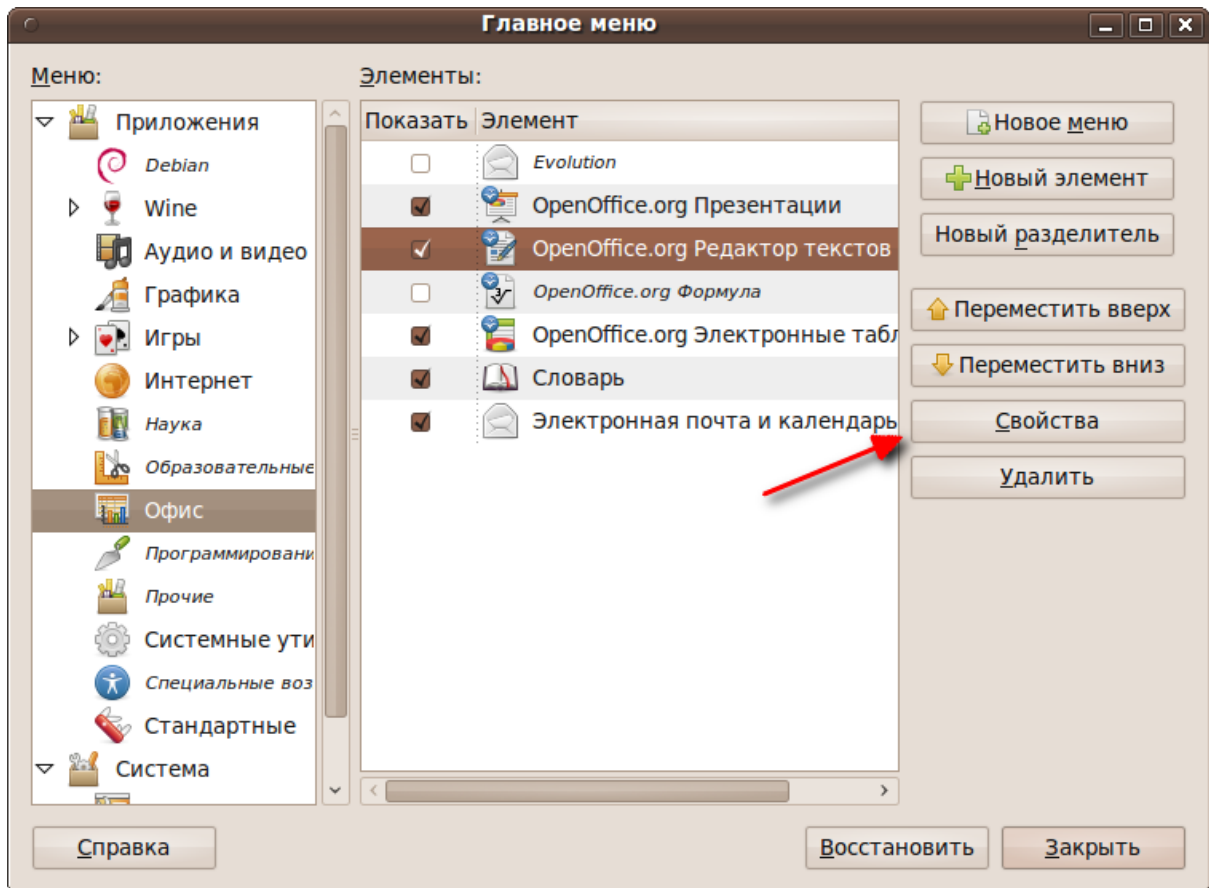 Главное меню
Меню:
Приложения
Debian
Wine
Аудио и видео
Графика
Игры
Интернет
Наука
Образовательные
Офис
Программировани
Прочие
Системные ути
Специальные воз
Стандартные
Система
Элементы:
Показать Элемент
Evolution
OpenOffice.org Презентации
OpenOffice.org Редактор текстов
OpenOffice.org Формула
OpenOffice.org Электронные табл
Словарь
Электронная почта и календарь
Новое меню
Новый элемент
Новый разделитель
Переместить вверх
Переместить вниз
Свойства
Удалить
Справка
Восстановить
Закрыть